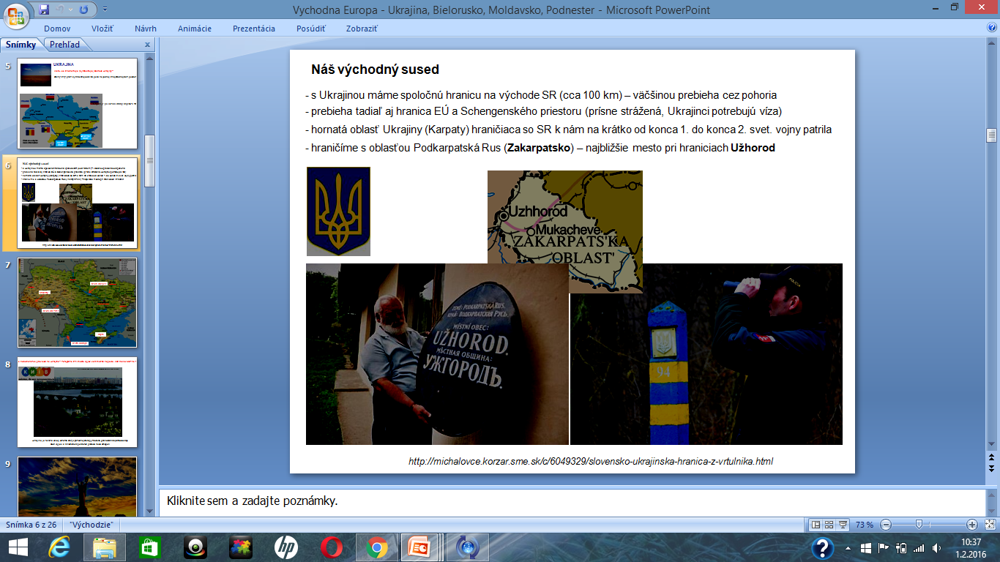 Vychodna Europa - Ukrajina, Bielorusko, Moldavsko, Podnester - Microsoft PowerPoint
Domov Vložiť Návrh Animácie Prezentácia Posúdiť Zobraziť
Snímky Prehľad x
5
UKRAJINA
6
7
8
КИЇВ
9
Náš východný sused
- s Ukrajinou máme spoločnú hranicu na východe SR (cca 100 km) – väčšinou prebieha cez pohoria
- prebieha tadiaľ aj hranica EÚ a Schengenského priestoru (prísne strážená, Ukrajinci potrebujú víza)
- hornatá oblasť Ukrajiny (Karpaty) hraničiaca so SR k nám na krátko od konca 1. do konca 2. svet. vojny patrila
- hraničíme s oblasťou Podkarpatská Rus (Zakarpatsko) – najbližšie mesto pri hraniciach Užhorod
Uzhhorod
Mukacheve
ZAKARPATS'KA
OBLAST'
ZEMĚ: PODKARPATSKÁ RUS.
МІСТNÍ OBEC:
UŽHOROD.
МѢСТНАЯ ОБЩИНА:
УЖГОРОДЪ.
94
POLÍCIA
http://michalovce.korzar.sme.sk/c/6049329/slovensko-ukrajinska-hranica-z-vrtulnika.html
Kliknite sem a zadajte poznámky.
Snímka 6 z 26 "Východzie" 73 %
10:37
1.2.2016